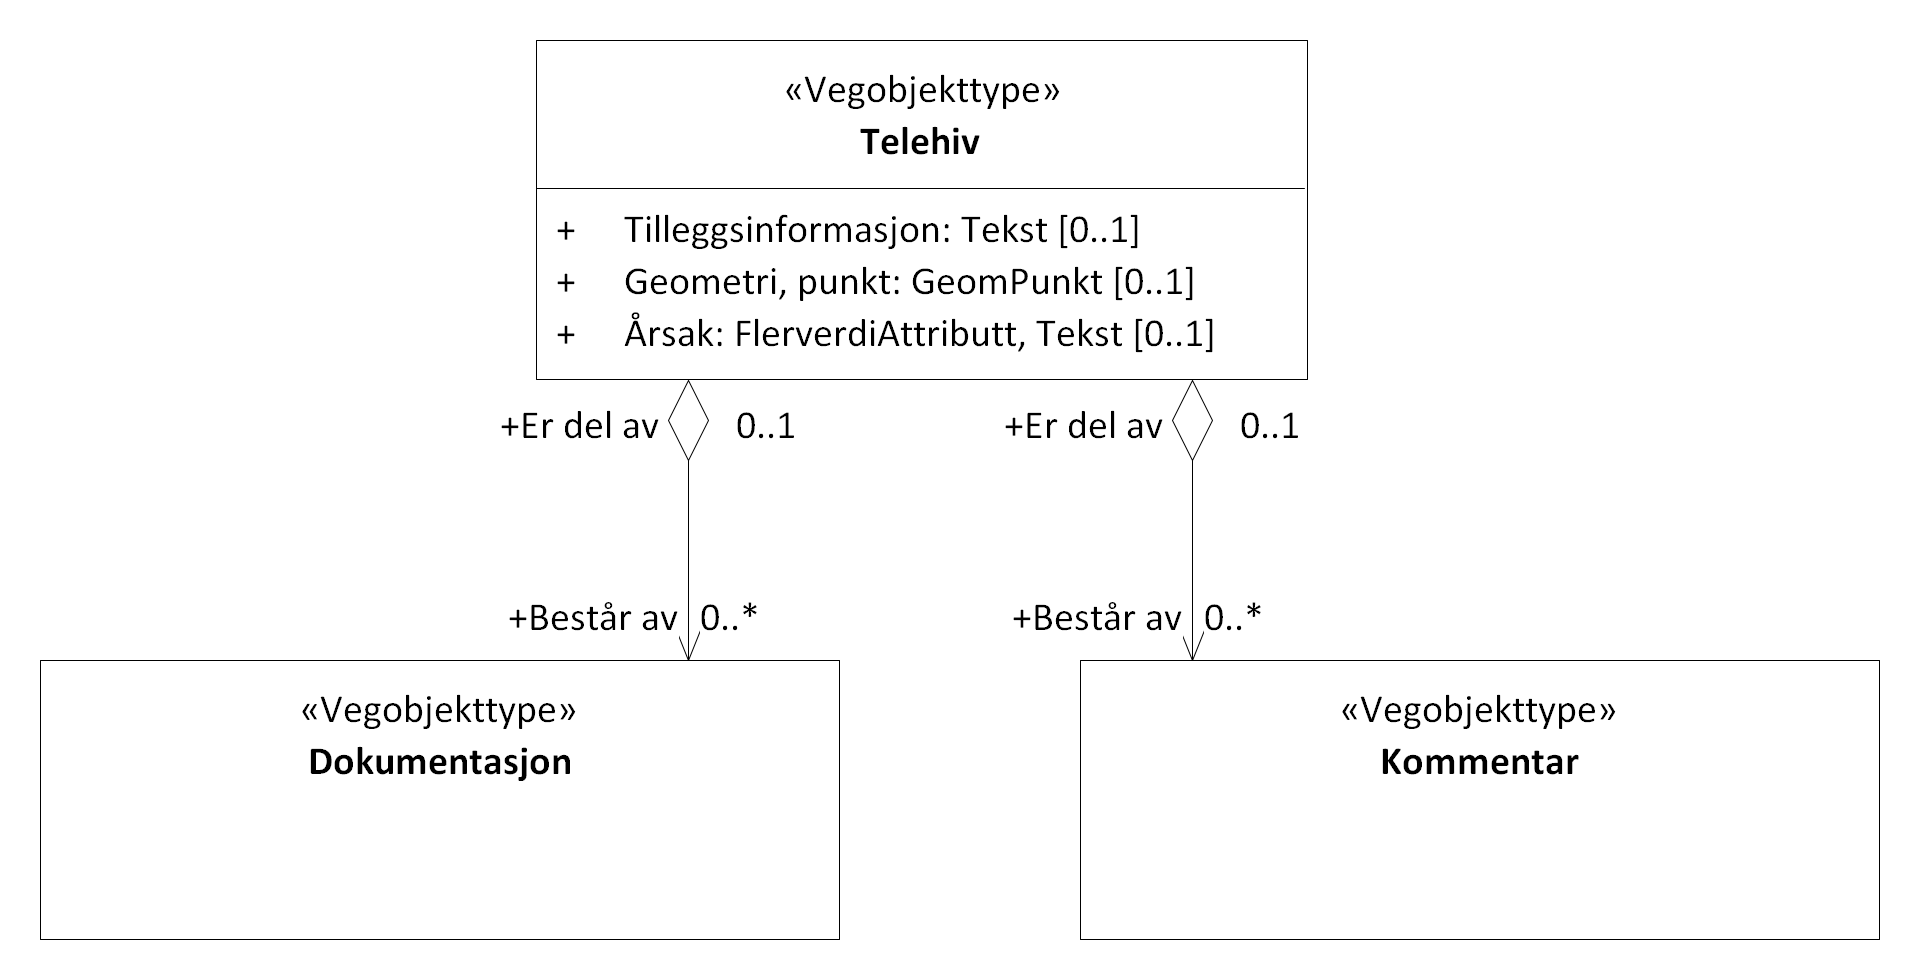 «Vegobjekttype»
Telehiv
+ Tilleggsinformasjon: Tekst [0..1]
+ Geometri, punkt: GeomPunkt [0..1]
+ Årsak: FlerverdiAttributt, Tekst [0..1]
+Er del av 0..1 +Er del av 0..1
+Består av 0..* +Består av 0..*
«Vegobjekttype»
Dokumentasjon
«Vegobjekttype»
Kommentar